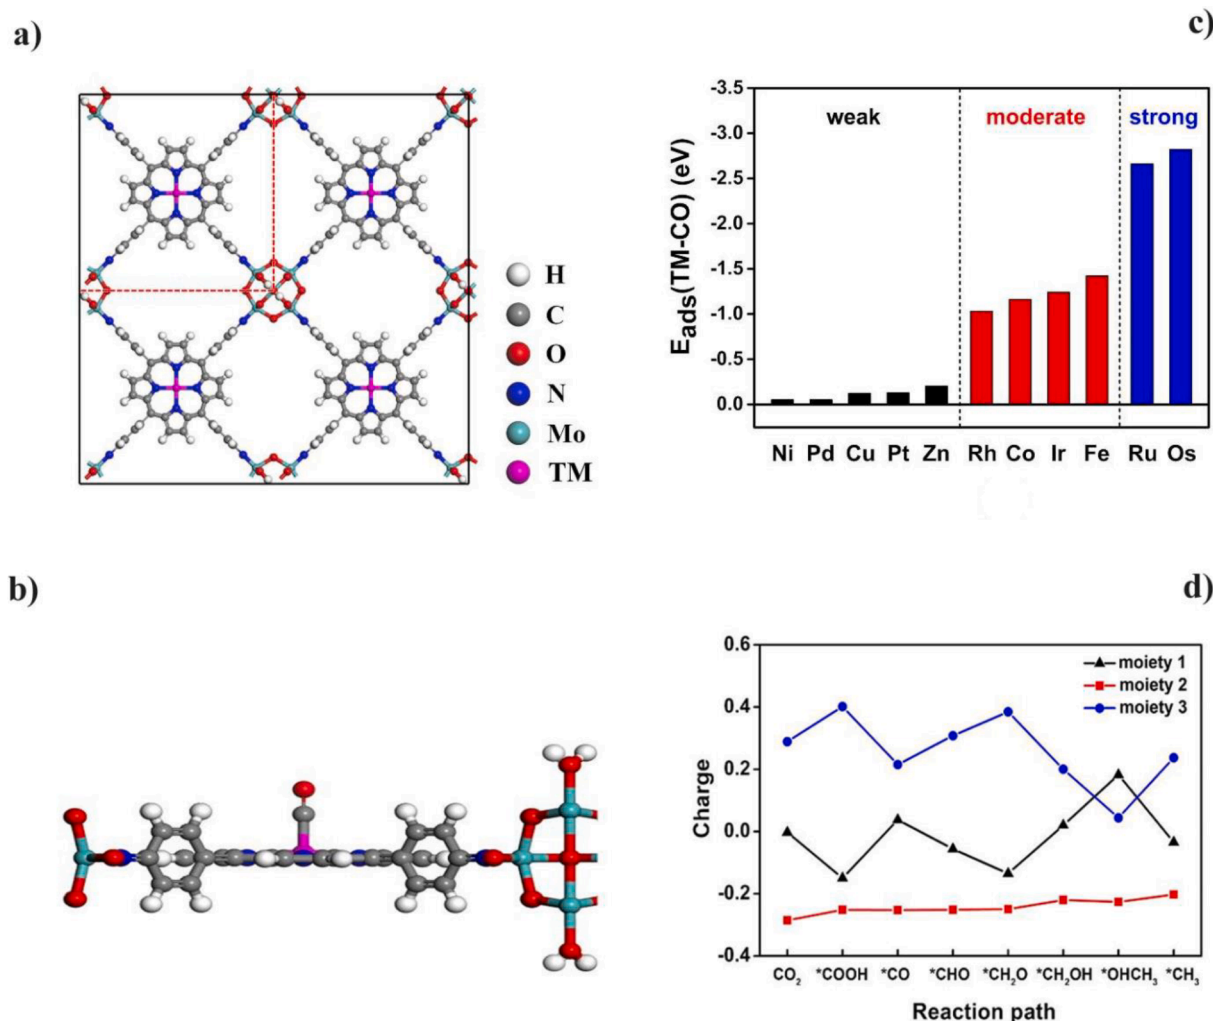 a)
H
C
O
N
Mo
TM
b)
c)
E_ads(TM-CO) (eV)
-3.5
-3.0
-2.5
-2.0
-1.5
-1.0
-0.5
0.0
weak
moderate
strong
Ni Pd Cu Pt Zn Rh Co Ir Fe Ru Os
d)
Charge
0.6
0.4
0.2
0.0
-0.2
-0.4
moiety 1
moiety 2
moiety 3
CO₂ *COOH *CO *CHO *CH₂O *CH₂OH *OHCH₃ *CH₃
Reaction path